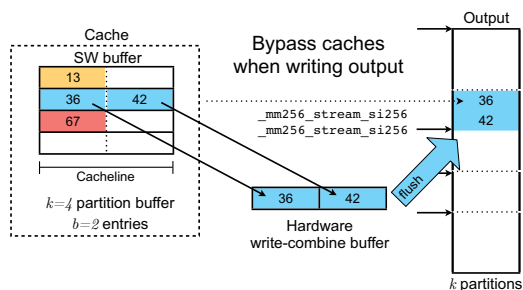 Cache
SW buffer
13
36 42
67
Cacheline
k=4 partition buffer
b=2 entries
Bypass caches
when writing output
_mm256_stream_si256
_mm256_stream_si256
36 42
Hardware
write-combine buffer
flush
Output
36
42
k partitions